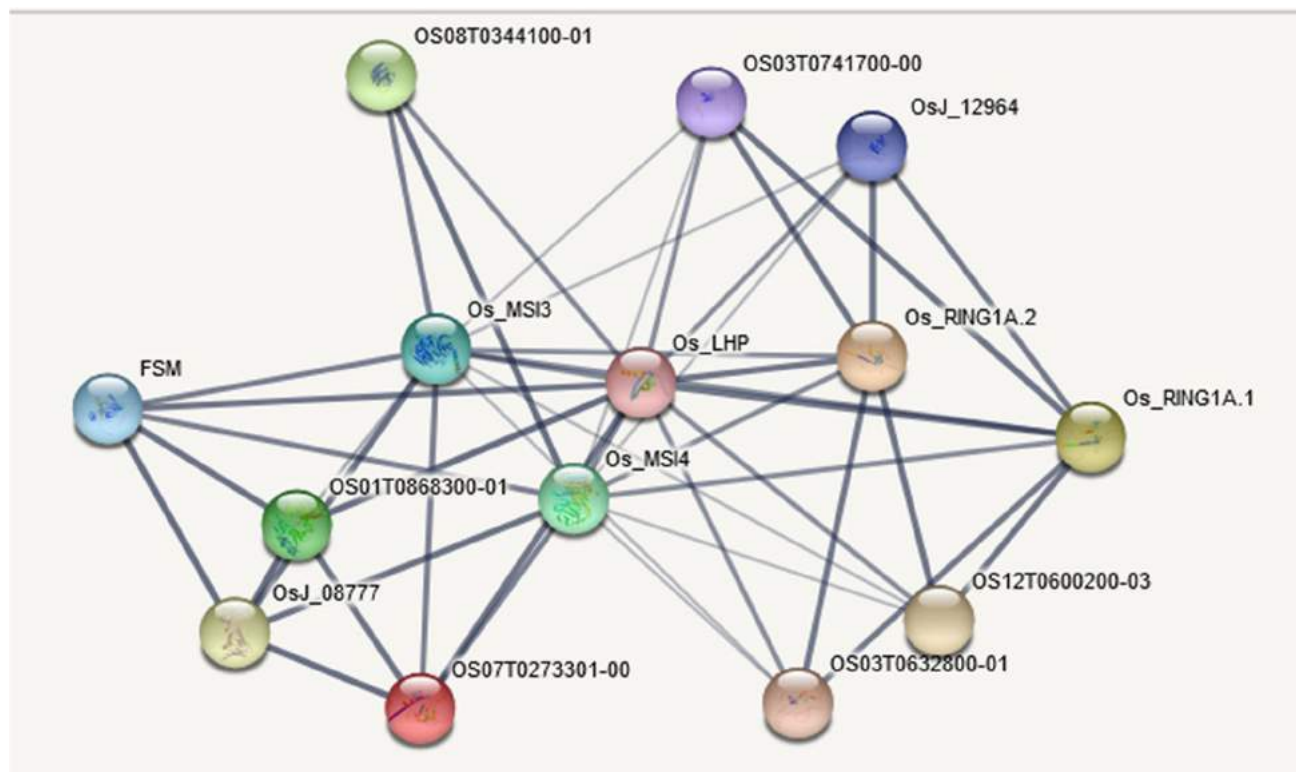 OS08T0344100-01
OS03T0741700-00
OsJ_12964
Os_MSI3
Os_RING1A.2
Os_LHP
FSM
Os_RING1A.1
Os_MSI4
OS01T0868300-01
OS12T0600200-03
OsJ_08777
OS03T0632800-01
OS07T0273301-00